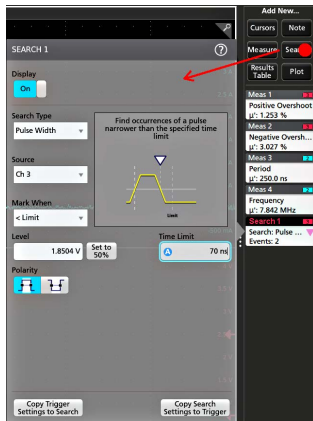 Add New...
Cursors
Note
Measure
Results
Table
Plot
SEARCH 1
Display
On
Search Type
Pulse Width
Find occurrences of a pulse
narrower than the specified time
limit
Limit
Source
Ch 3
Mark When
< Limit
Level
1.8504 V
Set to
50%
Time Limit
A
70 ns
Polarity
Copy Trigger
Settings to Search
Copy Search
Settings to Trigger
Meas 1
Positive Overshoot
µ': 1.253 %
Meas 2
Negative Oversh...
µ': 3.027 %
Meas 3
Period
µ': 250.0 ns
Meas 4
Frequency
µ': 7.842 MHz
Search 1
Search: Pulse ...
Events: 2